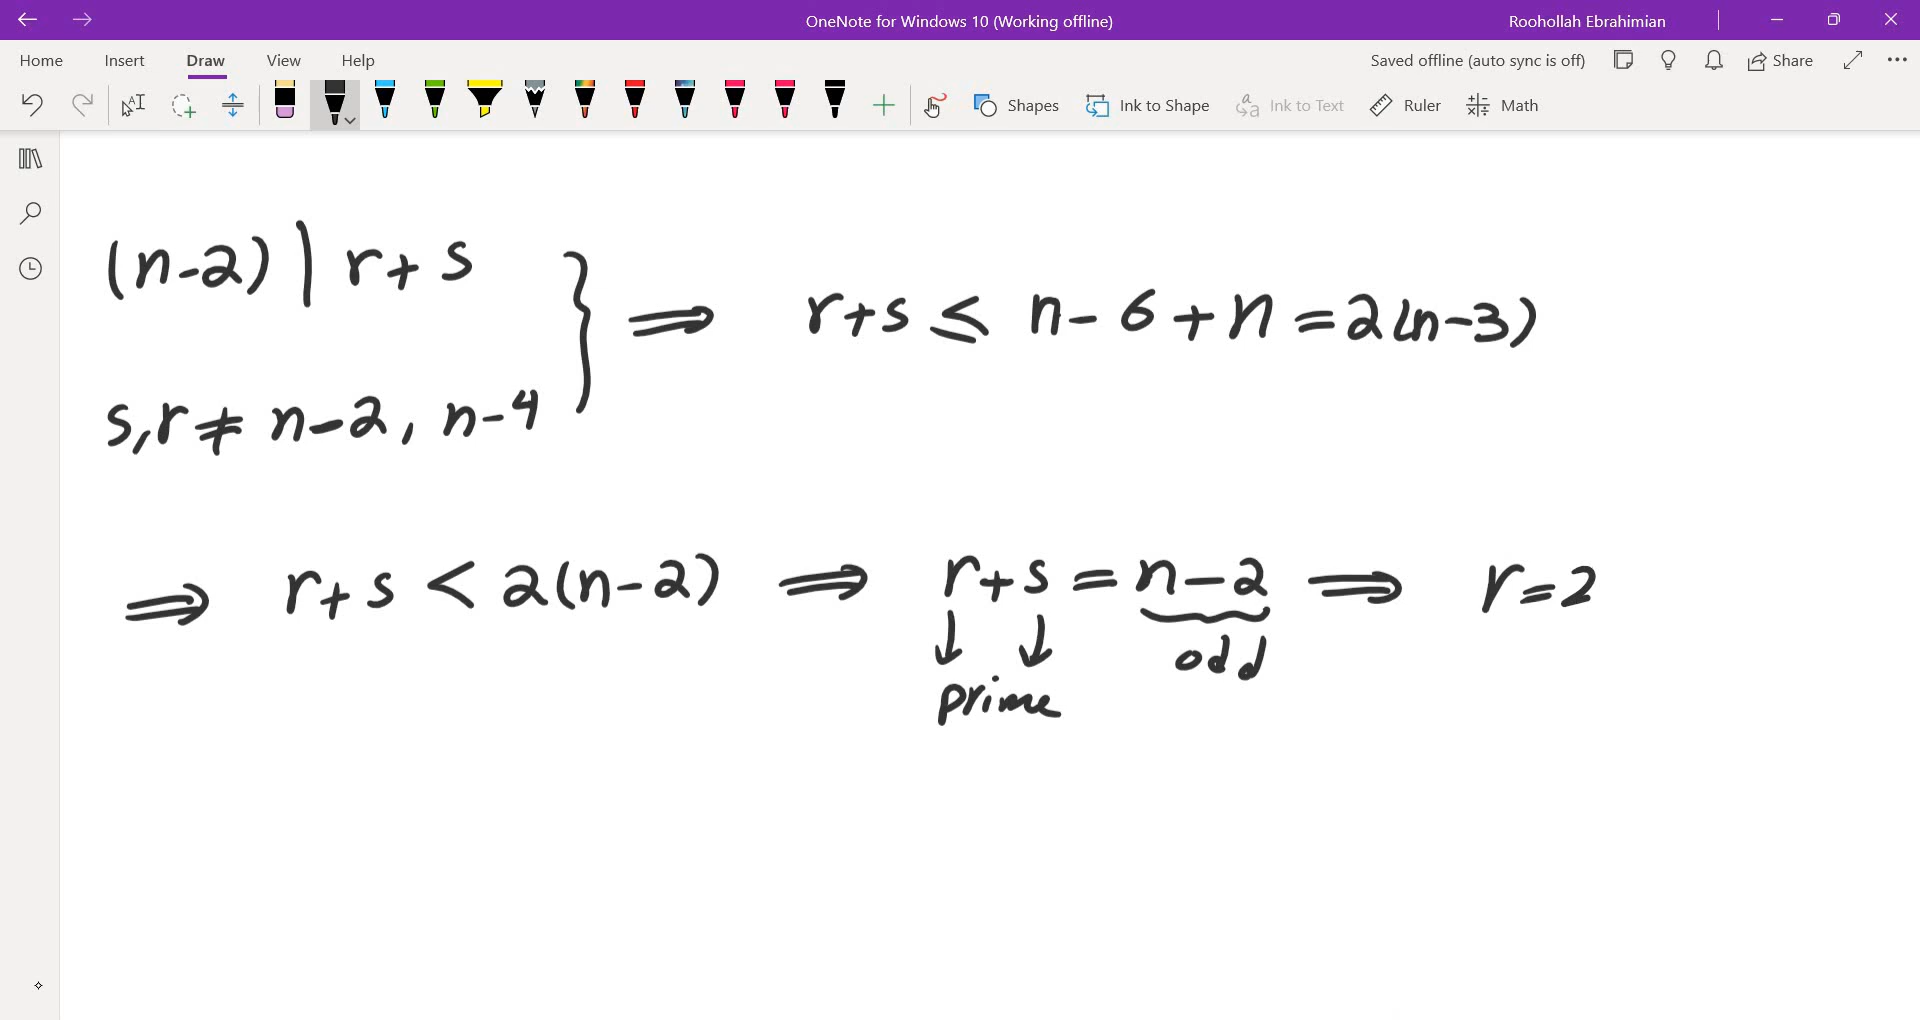 OneNote for Windows 10 (Working offline)
Roohollah Ebrahimian
Home Insert Draw View Help
Saved offline (auto sync is off) Share
Shapes Ink to Shape Ink to Text Ruler Math
(n-2) | r+s
} ⟹ r+s ≤ n-6+n = 2(n-3)
s,r ≠ n-2, n-4
⟹ r+s < 2(n-2) ⟹ r+s = n-2 ⟹ r=2
↓ ↓ odd
prime